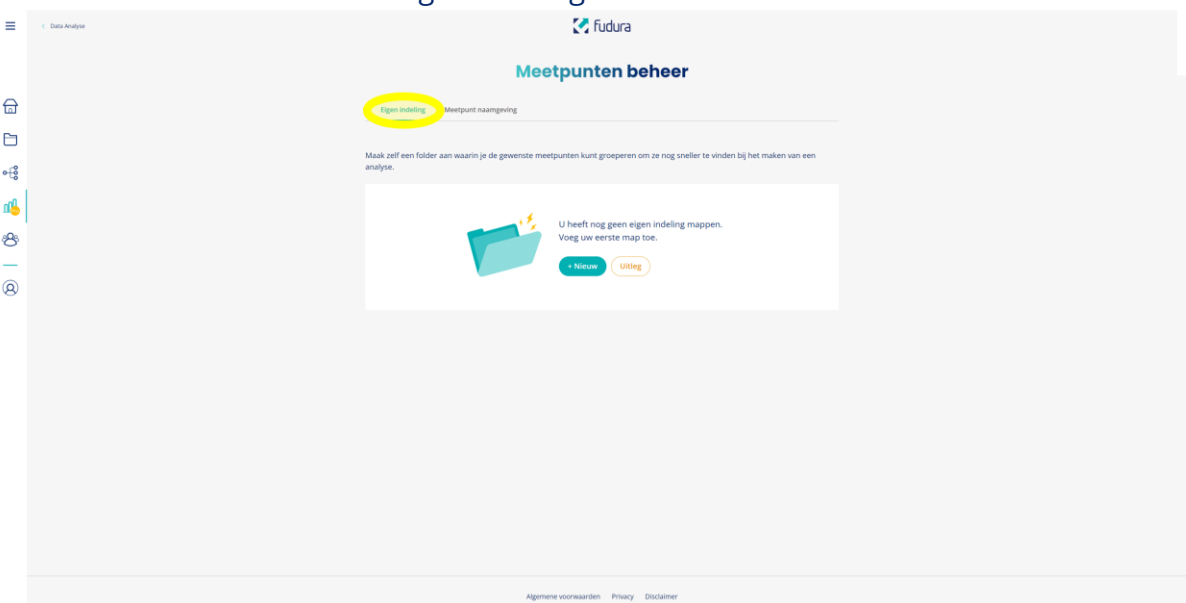 < Data Analyse
fudura
Meetpunten beheer
Eigen indeling
Meetpunt naamgeving
Maak zelf een folder aan waarin je de gewenste meetpunten kunt groeperen om ze nog sneller te vinden bij het maken van een
analyse.
U heeft nog geen eigen indeling mappen.
Voeg uw eerste map toe.
+ Nieuw
Uitleg
Algemene voorwaarden
Privacy
Disclaimer